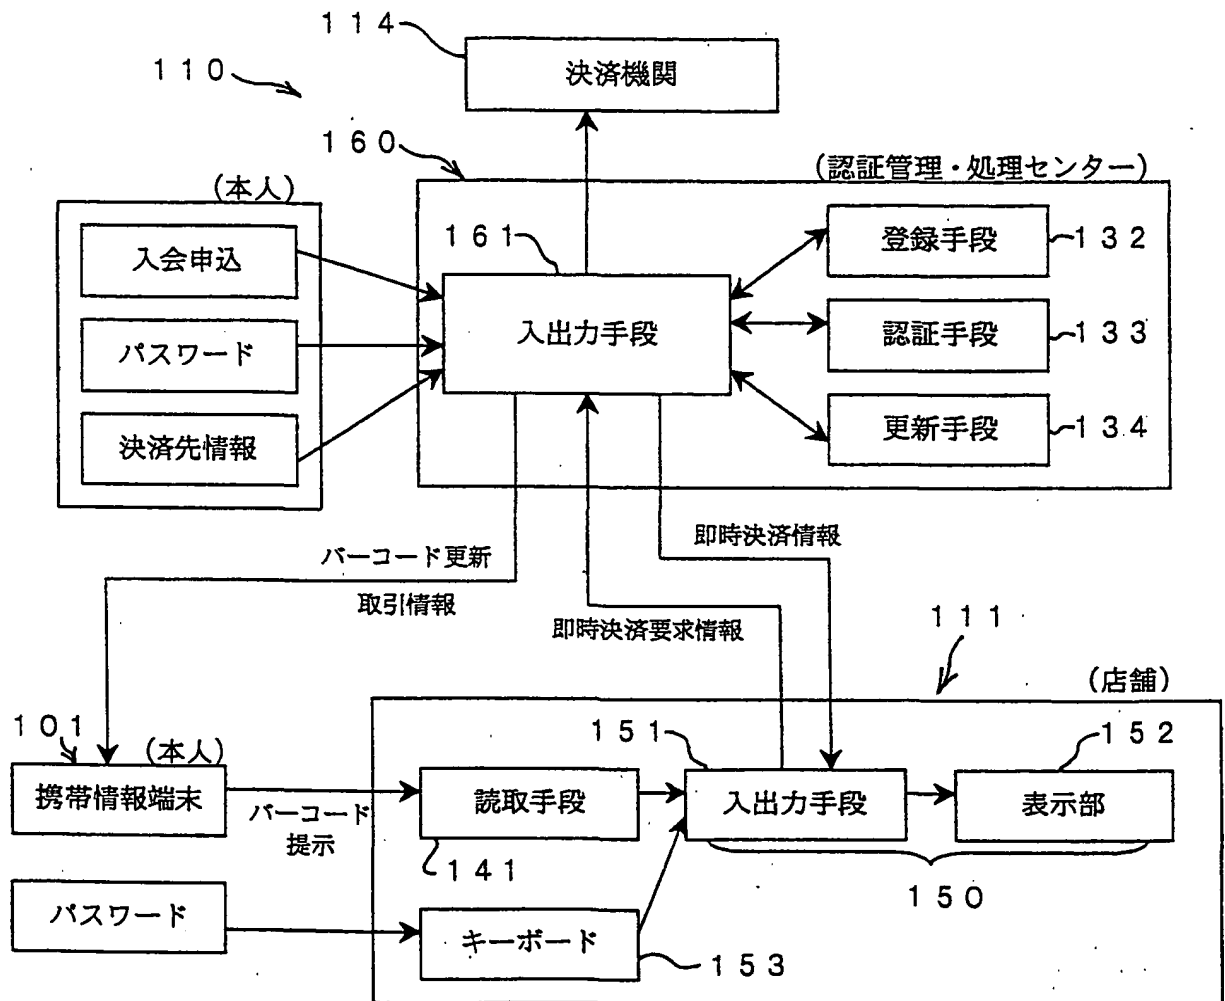 114
110
決済機関
160
(認証管理・処理センター)
(本人)
入会申込
パスワード
決済先情報
161
入出力手段
登録手段
132
認証手段
133
更新手段
134
バーコード更新
取引情報
即時決済情報
即時決済要求情報
111
(店舗)
101
(本人)
携帯情報端末
バーコード
提示
読取手段
141
151
入出力手段
152
表示部
150
パスワード
キーボード
153